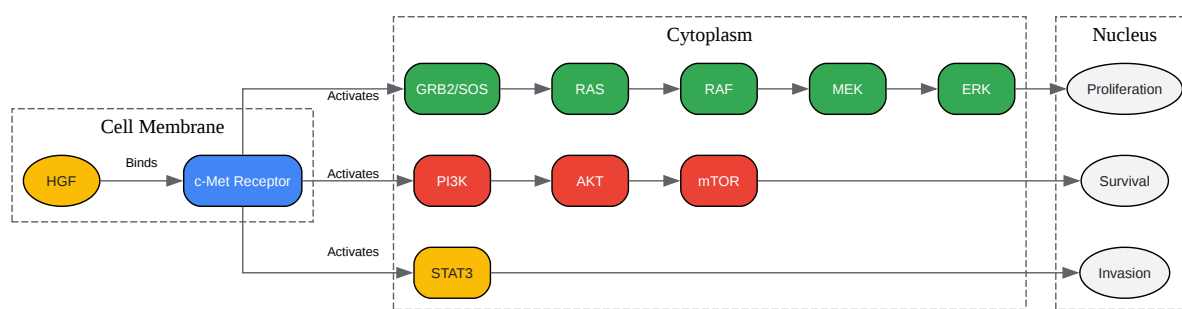 Cytoplasm
Nucleus
GRB2/SOS
RAS
RAF
MEK
ERK
Proliferation
Activates
Cell Membrane
Binds
HGF
c-Met Receptor
Activates
PI3K
AKT
mTOR
Survival
Activates
STAT3
Invasion